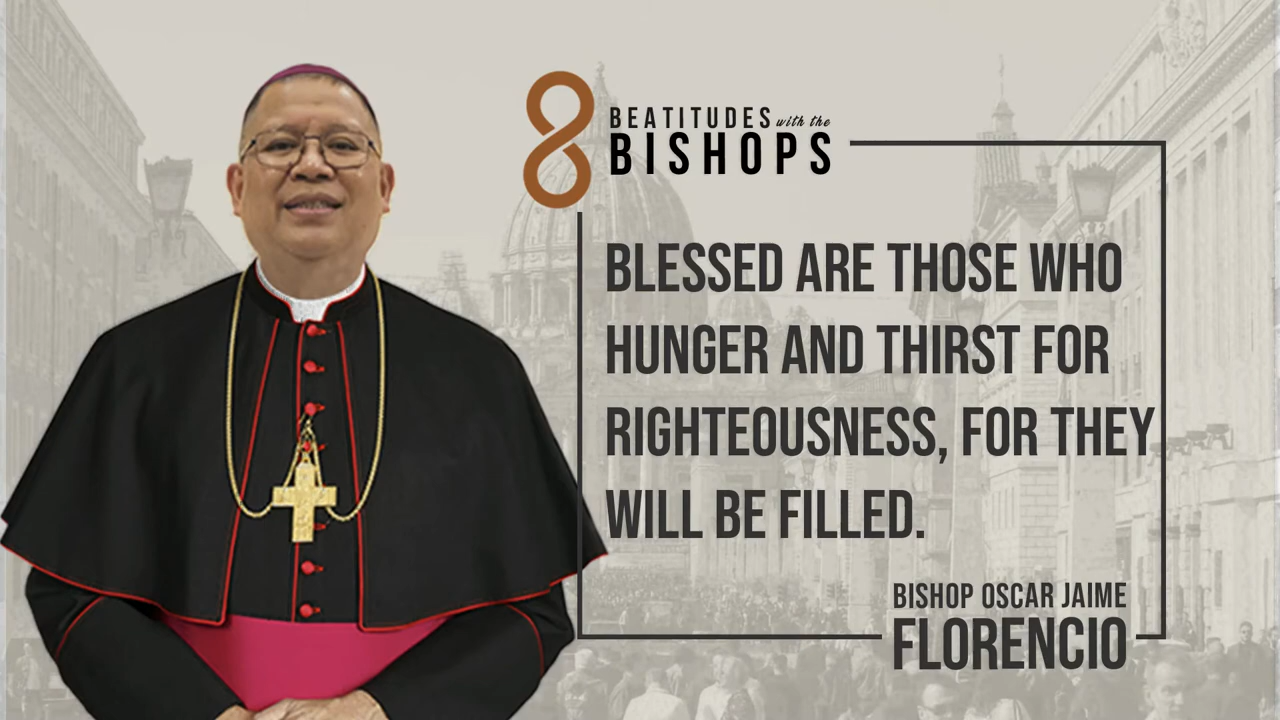 8 BEATITUDES with the
BISHOPS
BLESSED ARE THOSE WHO
HUNGER AND THIRST FOR
RIGHTEOUSNESS, FOR THEY
WILL BE FILLED.
BISHOP OSCAR JAIME
FLORENCIO